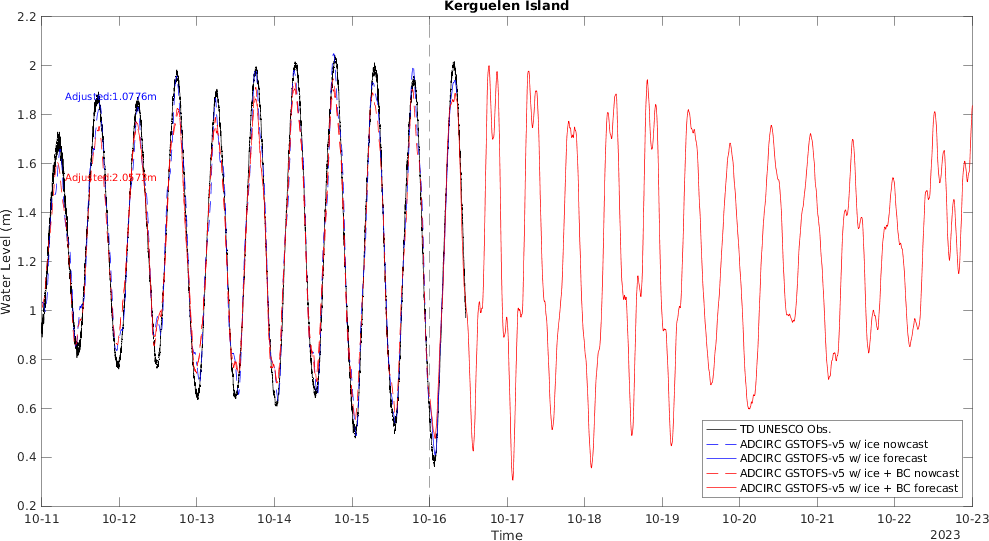 Kerguelen Island
2.2
2
1.8
1.6
1.4
1.2
1
0.8
0.6
0.4
0.2
Water Level (m)
Adjusted:1.0776m
Adjusted:2.0573m
TD UNESCO Obs.
ADCIRC GSTOFS-v5 w/ ice nowcast
ADCIRC GSTOFS-v5 w/ ice forecast
ADCIRC GSTOFS-v5 w/ ice + BC nowcast
ADCIRC GSTOFS-v5 w/ ice + BC forecast
10-11 10-12 10-13 10-14 10-15 10-16 10-17 10-18 10-19 10-20 10-21 10-22 10-23
Time
2023